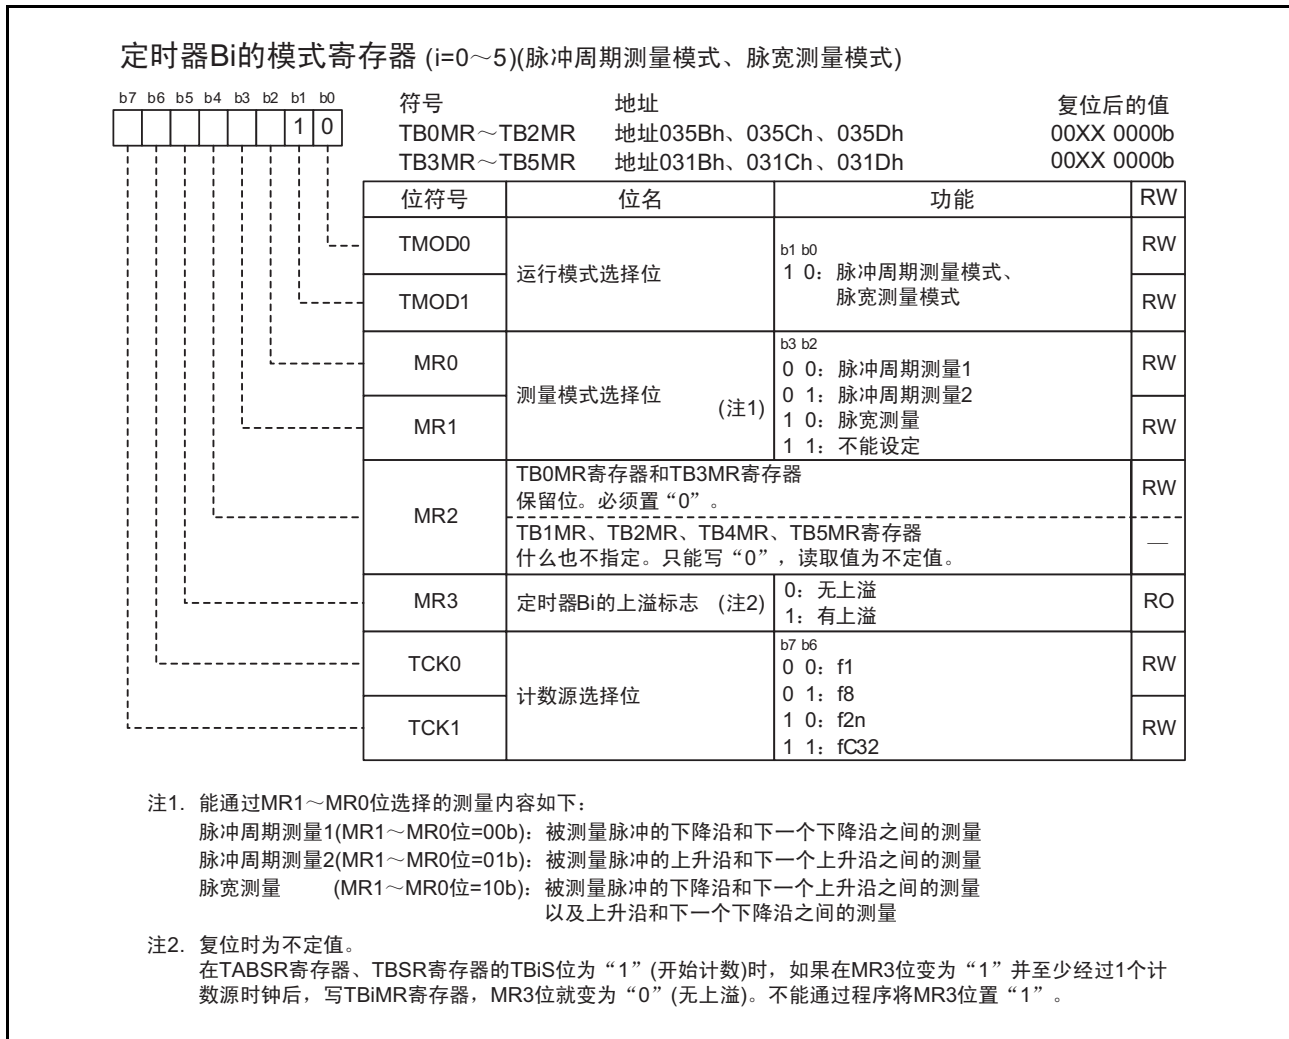 定时器Bi的模式寄存器 (i=0～5)(脉冲周期测量模式、脉宽测量模式)
b7 b6 b5 b4 b3 b2 b1 b0
1 0
符号 地址 复位后的值
TB0MR～TB2MR 地址035Bh、035Ch、035Dh 00XX 0000b
TB3MR～TB5MR 地址031Bh、031Ch、031Dh 00XX 0000b
位符号 位名 功能 RW
TMOD0 RW
TMOD1 RW
运行模式选择位
b1 b0
1 0：脉冲周期测量模式、
脉宽测量模式
MR0 RW
MR1 RW
测量模式选择位 (注1)
b3 b2
0 0：脉冲周期测量1
0 1：脉冲周期测量2
1 0：脉宽测量
1 1：不能设定
MR2
TB0MR寄存器和TB3MR寄存器
保留位。必须置“0”。
RW
TB1MR、TB2MR、TB4MR、TB5MR寄存器
什么也不指定。只能写“0”，读取值为不定值。
—
MR3 定时器Bi的上溢标志 (注2)
0：无上溢
1：有上溢
RO
TCK0 RW
TCK1 RW
计数源选择位
b7 b6
0 0：f1
0 1：f8
1 0：f2n
1 1：fC32
注1. 能通过MR1～MR0位选择的测量内容如下：
脉冲周期测量1(MR1～MR0位=00b)：被测量脉冲的下降沿和下一个下降沿之间的测量
脉冲周期测量2(MR1～MR0位=01b)：被测量脉冲的上升沿和下一个上升沿之间的测量
脉宽测量 (MR1～MR0位=10b)：被测量脉冲的下降沿和下一个上升沿之间的测量
以及上升沿和下一个下降沿之间的测量
注2. 复位时为不定值。
在TABSR寄存器、TBSR寄存器的TBiS位为“1”(开始计数)时，如果在MR3位变为“1”并至少经过1个计
数源时钟后，写TBiMR寄存器，MR3位就变为“0”(无上溢)。不能通过程序将MR3位置“1”。